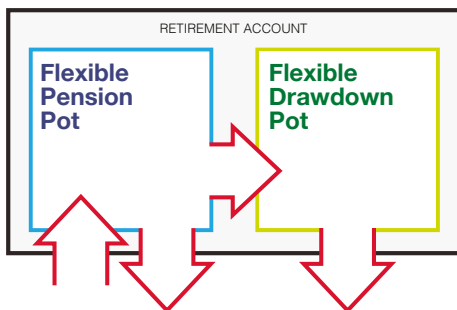 RETIREMENT ACCOUNT
Flexible
Pension
Pot
Flexible
Drawdown
Pot